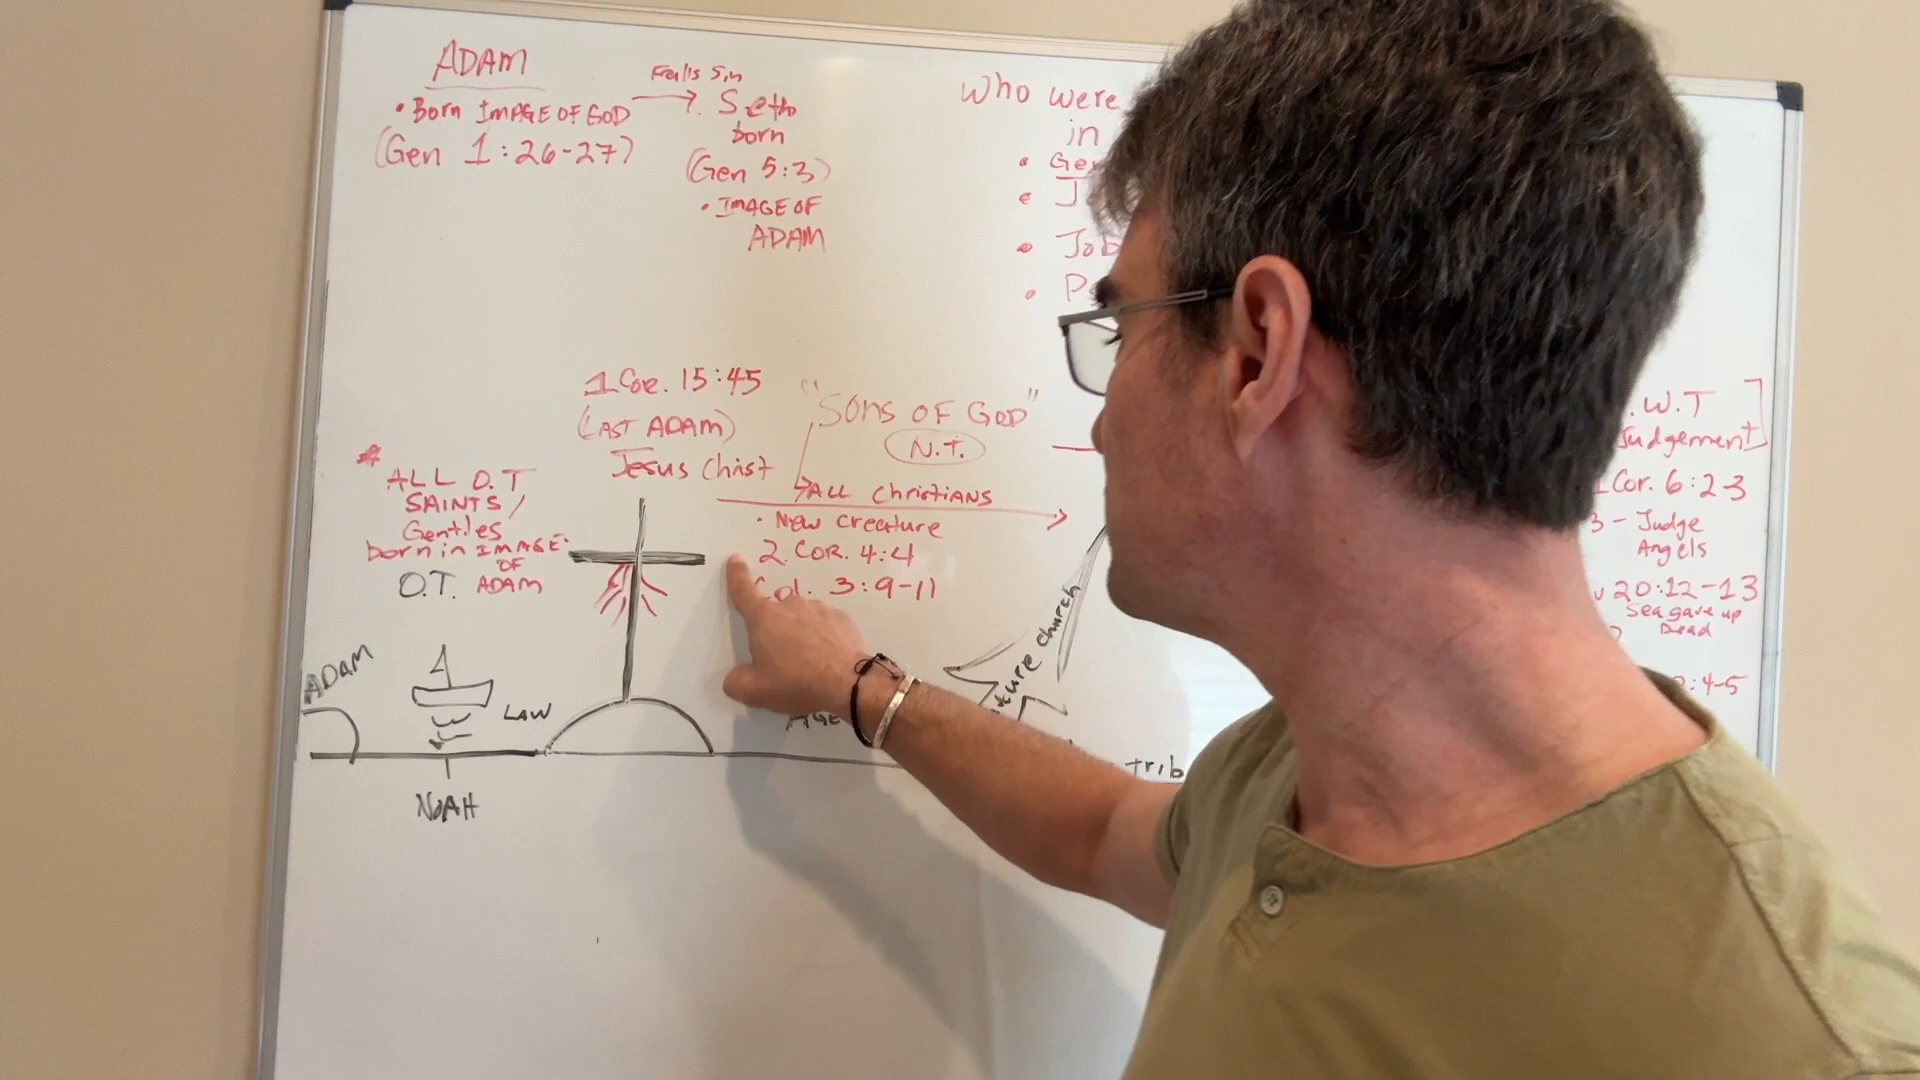 ADAM
• Born IMAGE OF GOD
(Gen 1:26-27)
Falls Sin
• Seth
born
(Gen 5:3)
• IMAGE OF
ADAM
Who were
in
•
•
• Job
•
1 Cor. 15:45
(LAST ADAM)
Jesus Christ
"Sons OF GOD"
N.T.
ALL Christians
• New Creature
2. COR. 4:4
Col. 3:9-11
* ALL O.T
SAINTS /
Gentiles
born in IMAGE
OF
ADAM
O.T.
ADAM
LAW
NOAH
church
trib
.W.T
Judgement]
Cor. 6:2-3
3 - Judge
Angels
20:12-13
Sea gave up
Dead
:4-5